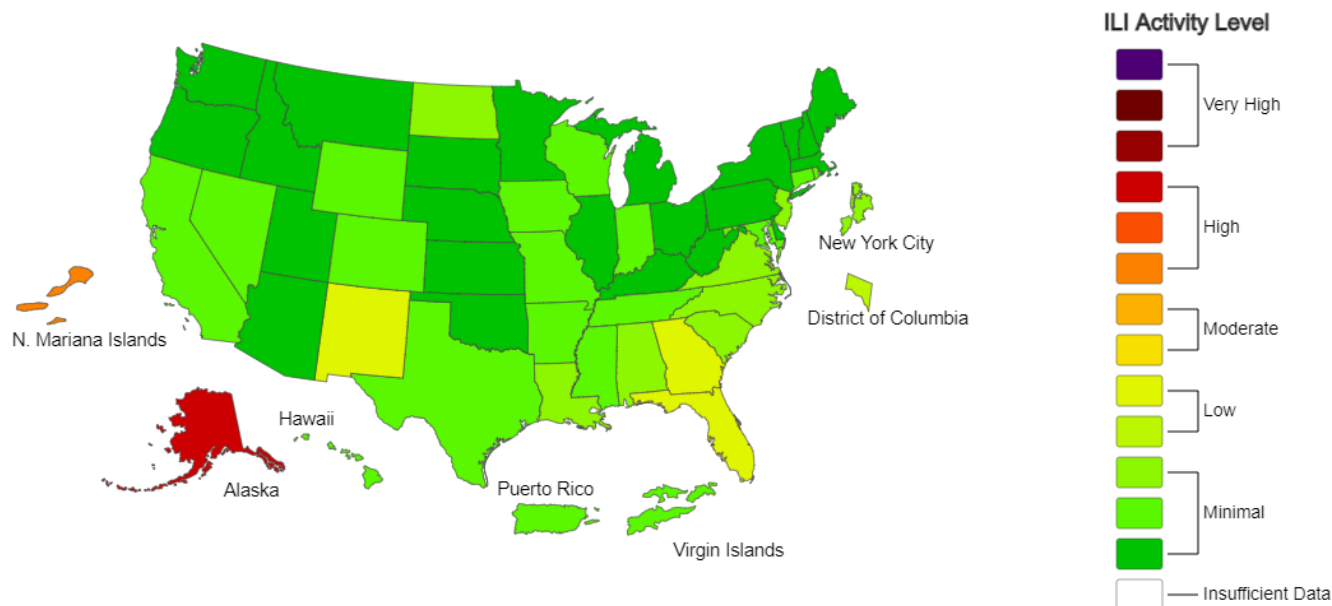 ILI Activity Level
Very High
High
Moderate
Low
Minimal
Insufficient Data
New York City
District of Columbia
N. Mariana Islands
Hawaii
Alaska
Puerto Rico
Virgin Islands